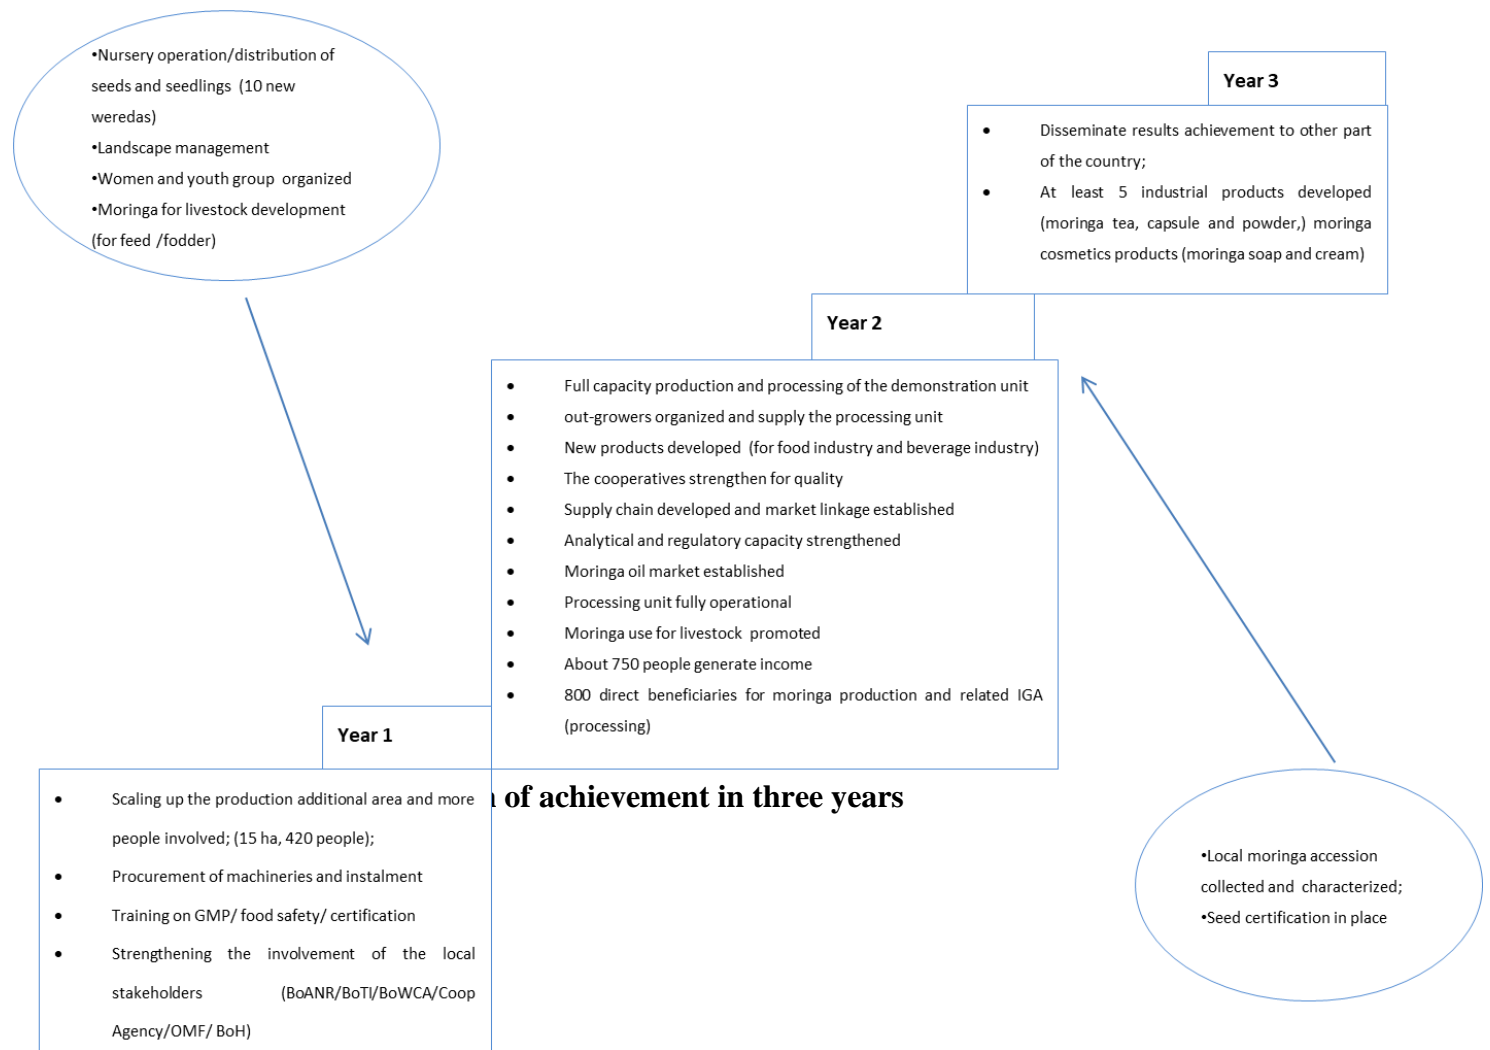 •Nursery operation/distribution of
seeds and seedlings (10 new
weredas)
•Landscape management
•Women and youth group organized
•Moringa for livestock development
(for feed /fodder)
Year 3
• Disseminate results achievement to other part
of the country;
• At least 5 industrial products developed
(moringa tea, capsule and powder,) moringa
cosmetics products (moringa soap and cream)
Year 2
• Full capacity production and processing of the demonstration unit
• out-growers organized and supply the processing unit
• New products developed (for food industry and beverage industry)
• The cooperatives strengthen for quality
• Supply chain developed and market linkage established
• Analytical and regulatory capacity strengthened
• Moringa oil market established
• Processing unit fully operational
• Moringa use for livestock promoted
• About 750 people generate income
• 800 direct beneficiaries for moringa production and related IGA
(processing)
Year 1
• Scaling up the production additional area and more
people involved; (15 ha, 420 people);
• Procurement of machineries and instalment
• Training on GMP/ food safety/ certification
• Strengthening the involvement of the local
stakeholders (BoANR/BoTI/BoWCA/Coop
Agency/OMF/ BoH)
of achievement in three years
•Local moringa accession
collected and characterized;
•Seed certification in place